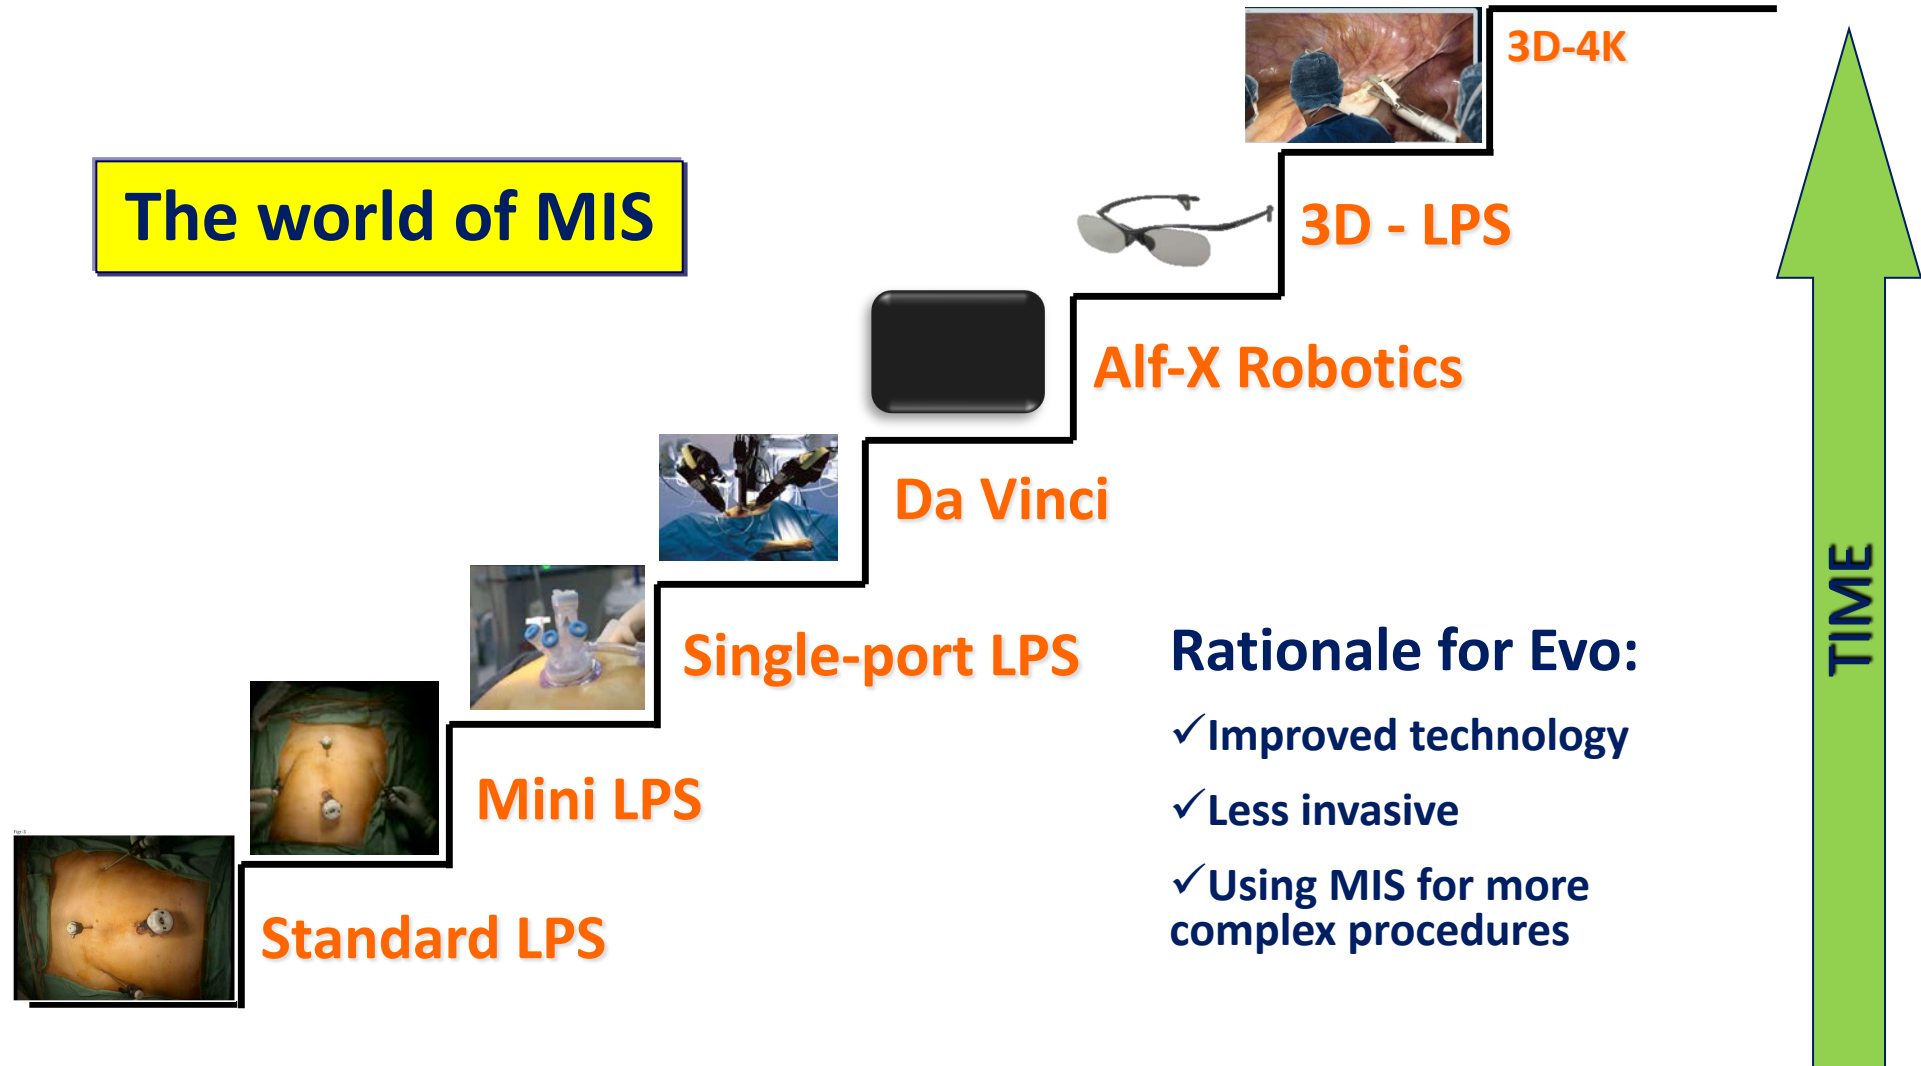 3D-4K
The world of MIS
3D - LPS
Alf-X Robotics
Da Vinci
TIME
Single-port LPS
Rationale for Evo:
✓Improved technology
Mini LPS
✓Less invasive
✓Using MIS for more
complex procedures
Standard LPS